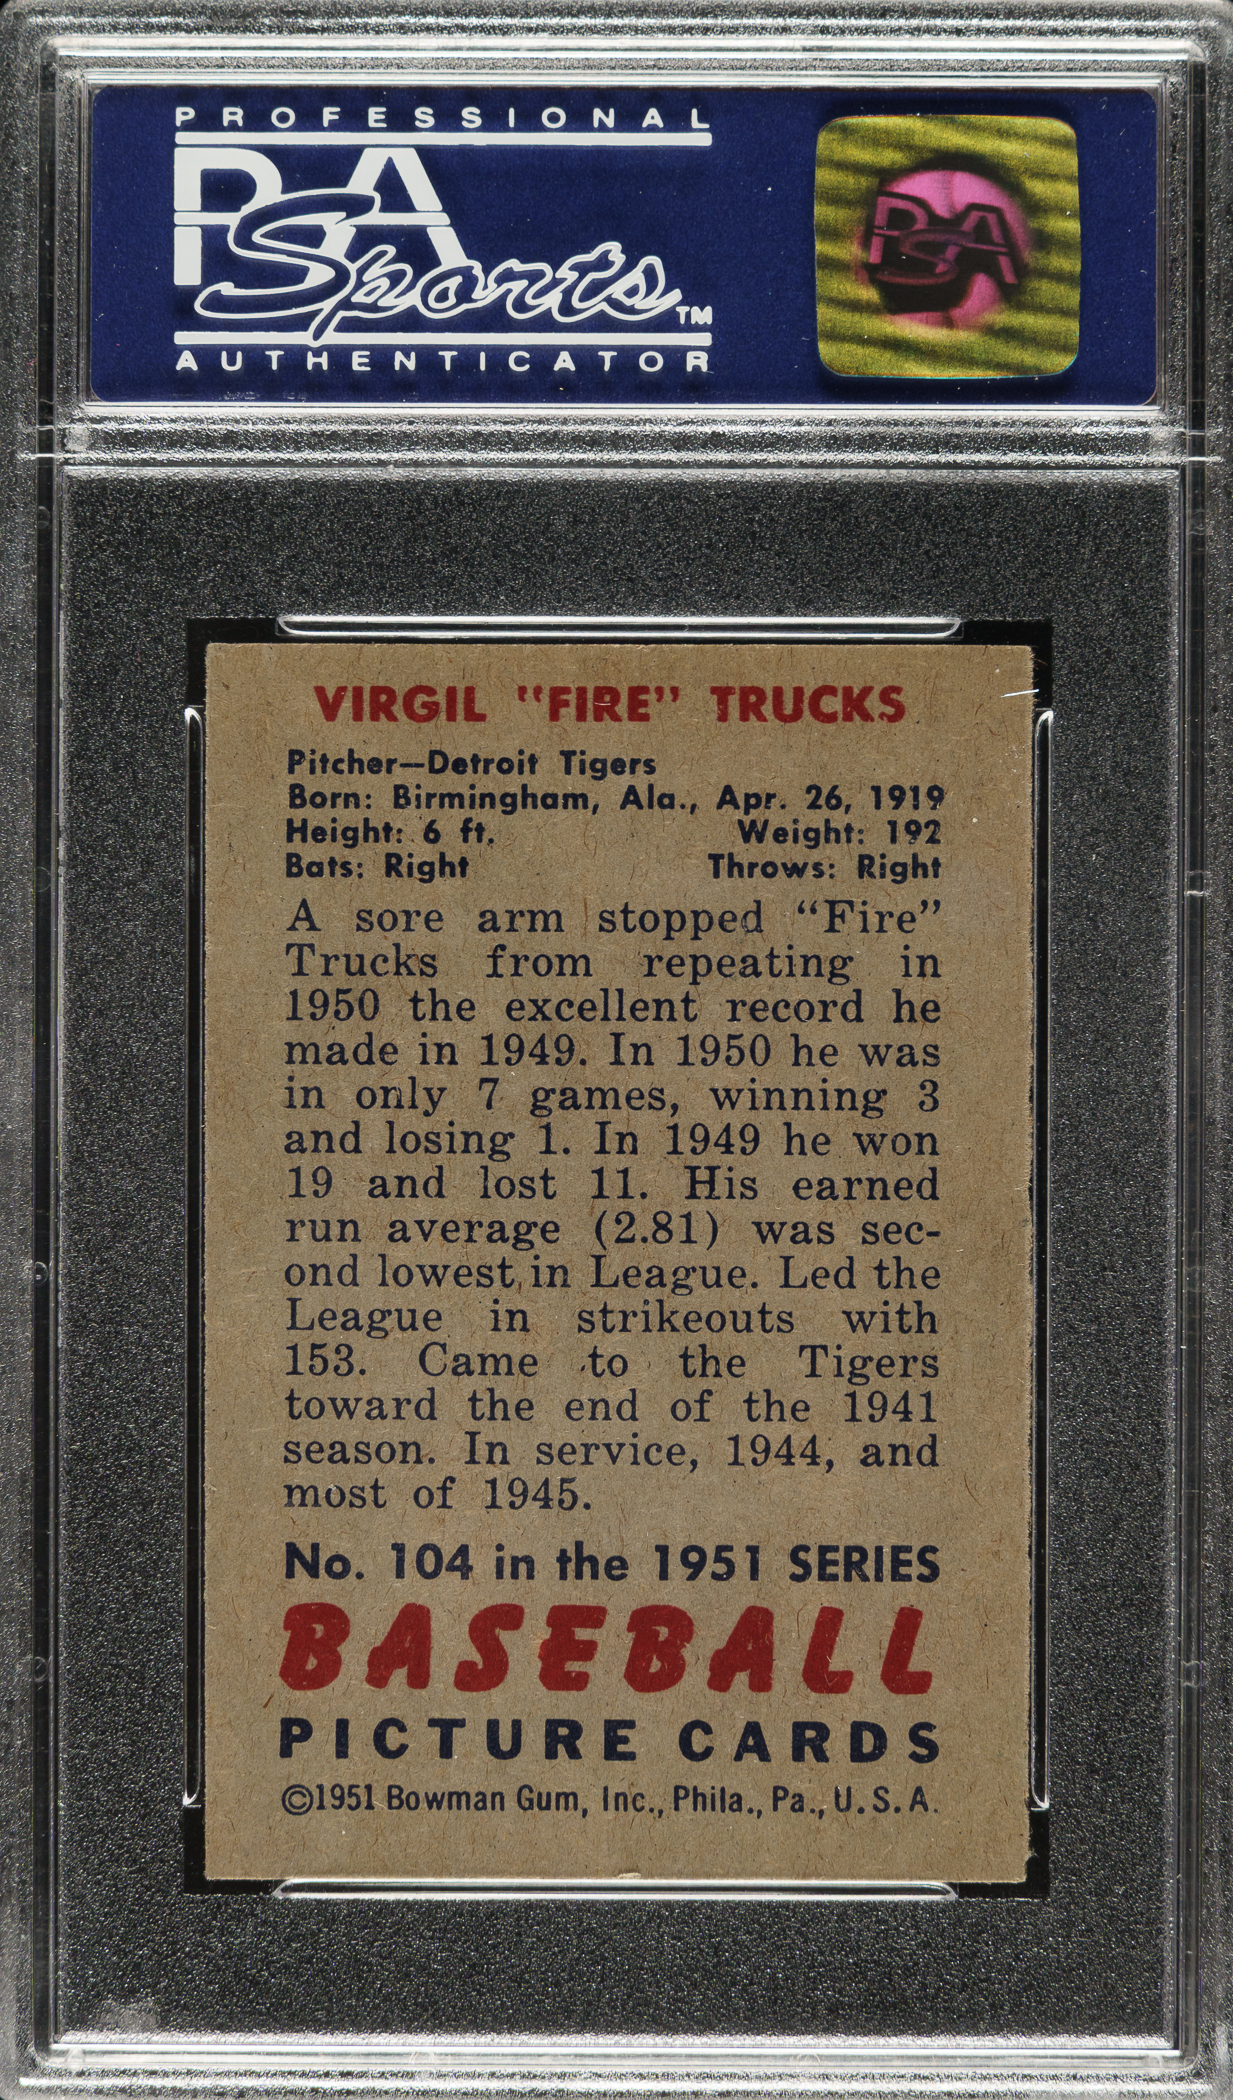 PROFESSIONAL
PSA
Sports™
AUTHENTICATOR
PSA
VIRGIL "FIRE" TRUCKS
Pitcher—Detroit Tigers
Born: Birmingham, Ala., Apr. 26, 1919
Height: 6 ft. Weight: 192
Bats: Right Throws: Right
A sore arm stopped "Fire"
Trucks from repeating in
1950 the excellent record he
made in 1949. In 1950 he was
in only 7 games, winning 3
and losing 1. In 1949 he won
19 and lost 11. His earned
run average (2.81) was sec-
ond lowest in League. Led the
League in strikeouts with
153. Came to the Tigers
toward the end of the 1941
season. In service, 1944, and
most of 1945.
No. 104 in the 1951 SERIES
BASEBALL
PICTURE CARDS
©1951 Bowman Gum, Inc., Phila., Pa., U.S.A.